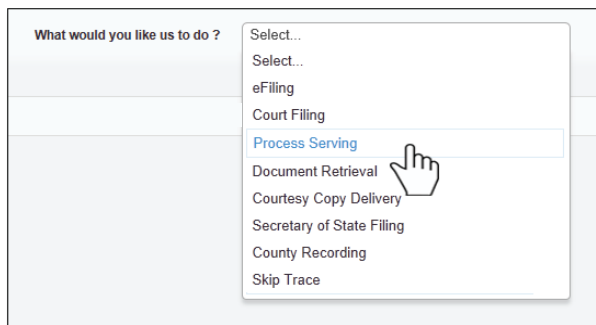 What would you like us to do ? Select...
Select...
eFiling
Court Filing
Process Serving
Document Retrieval
Courtesy Copy Delivery
Secretary of State Filing
County Recording
Skip Trace